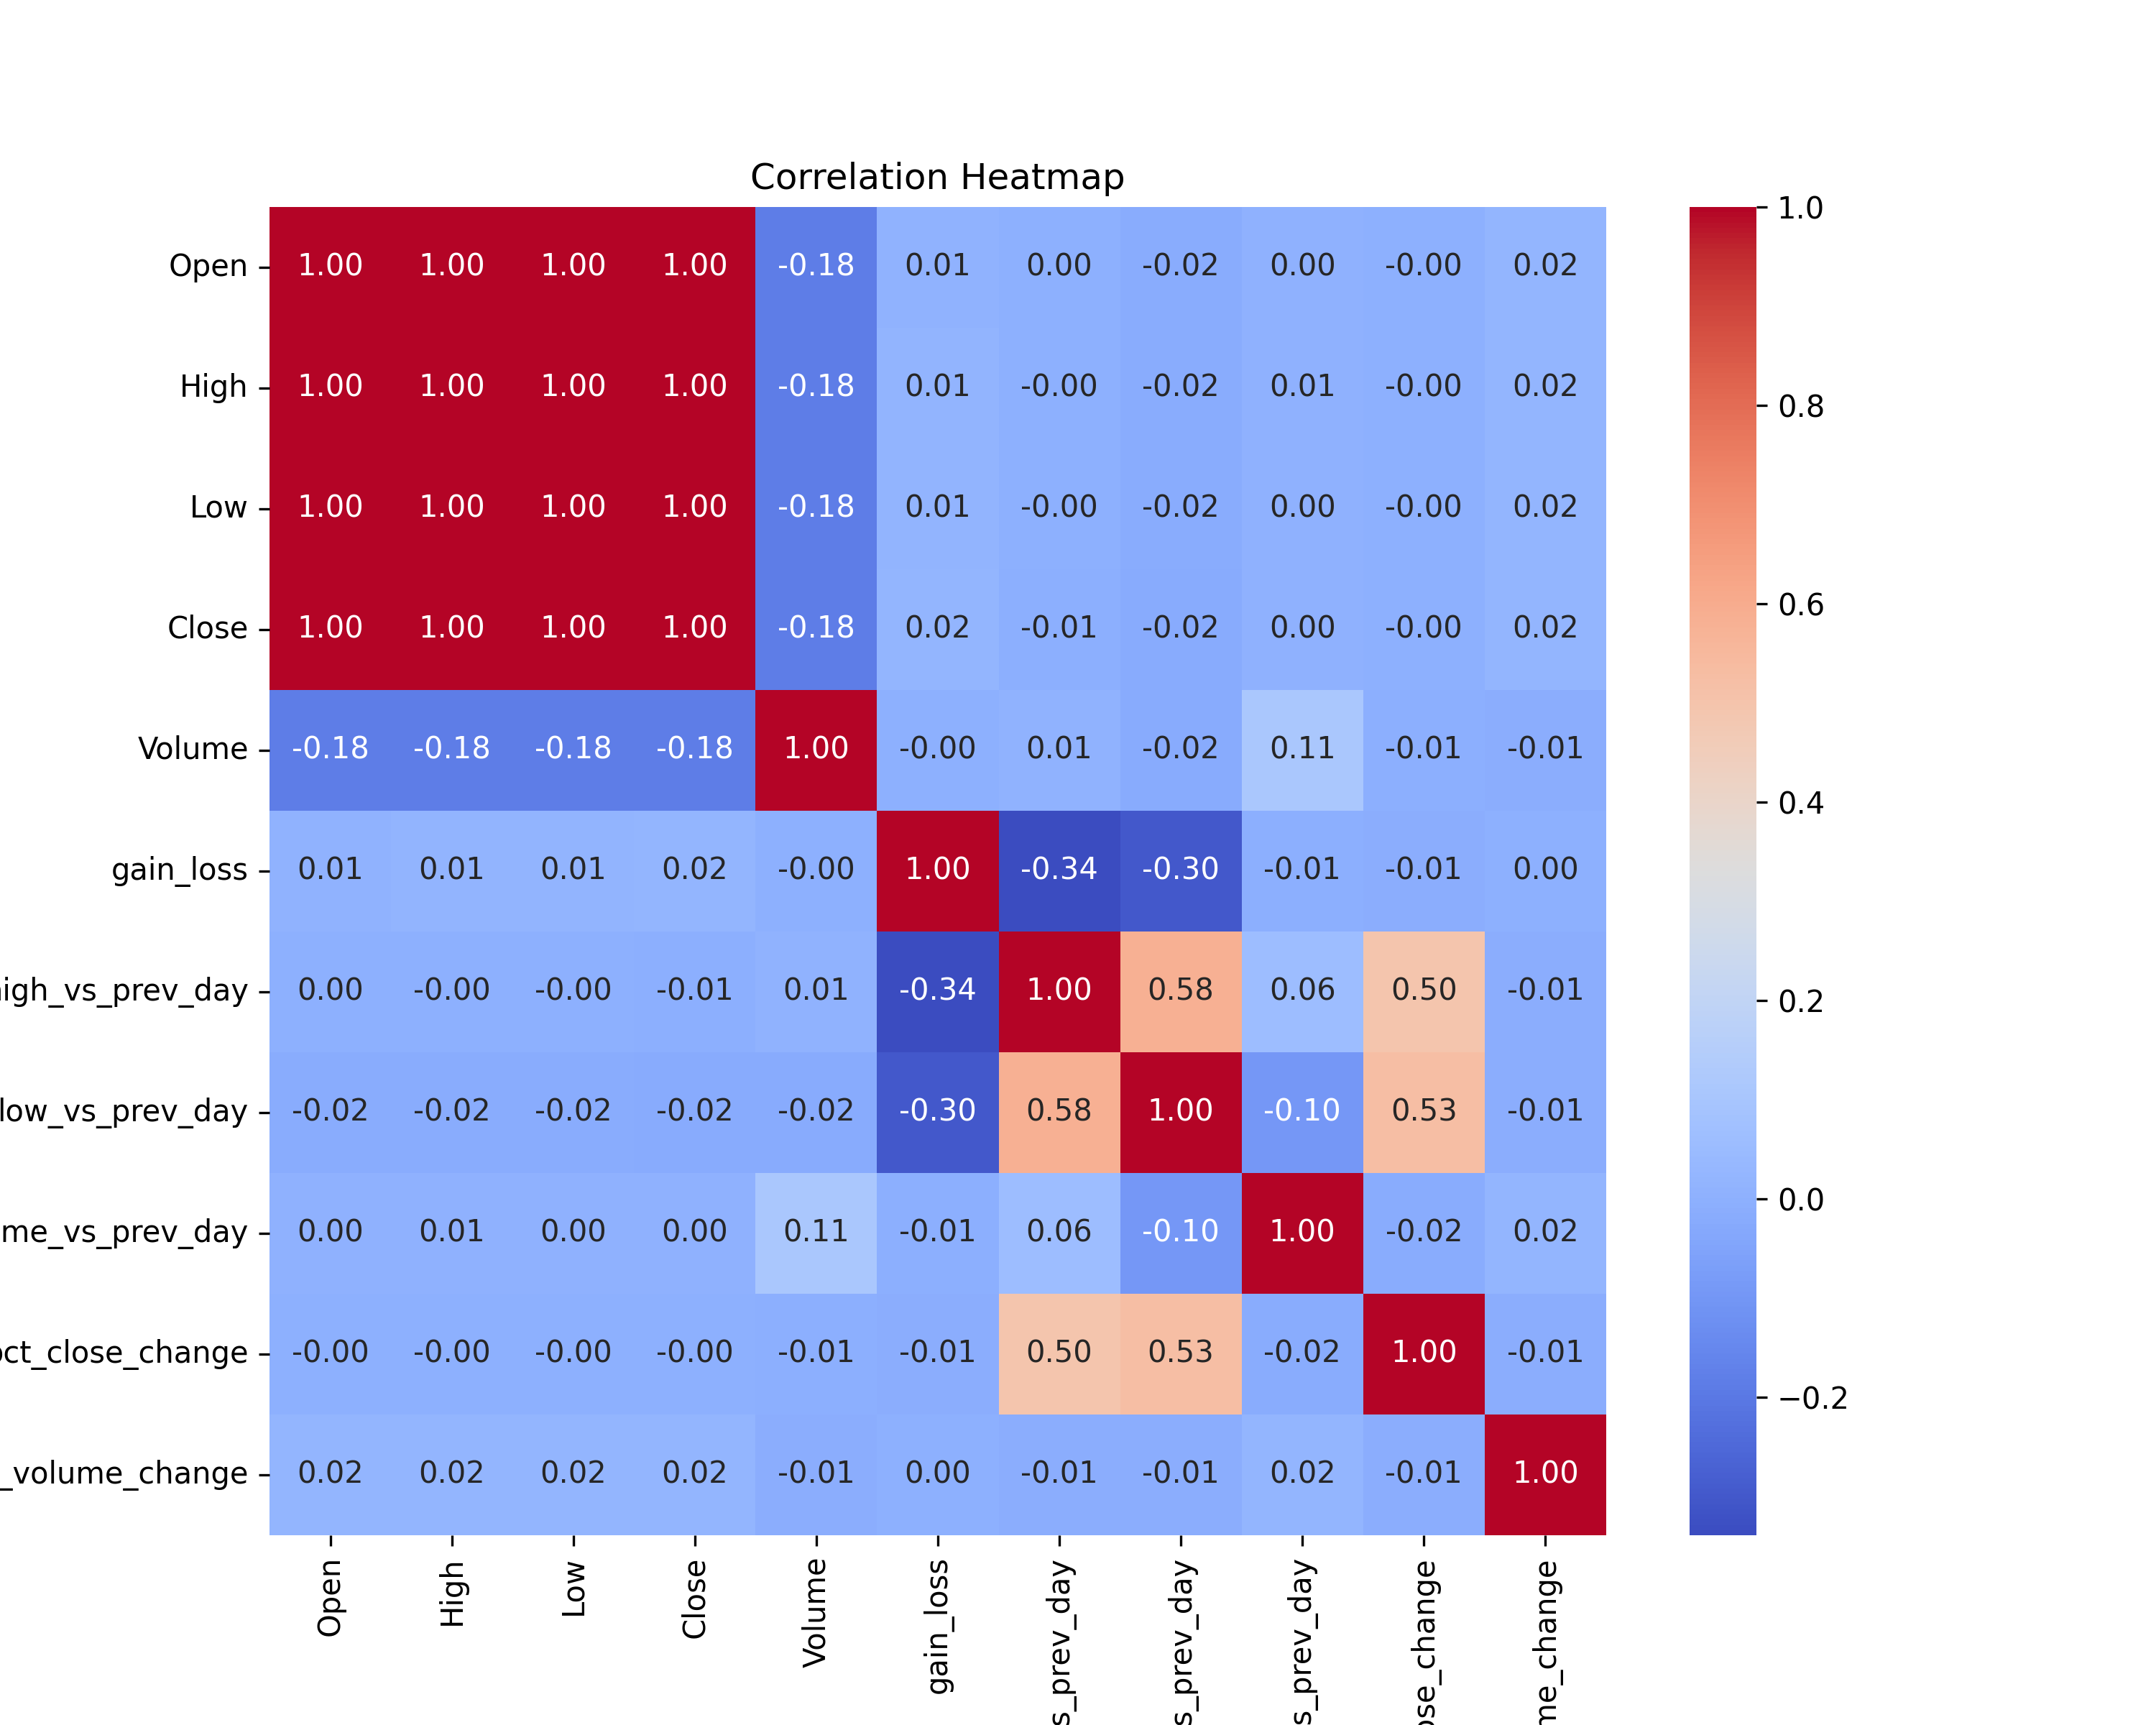 Correlation Heatmap
Open 1.00 1.00 1.00 1.00 -0.18 0.01 0.00 -0.02 0.00 -0.00 0.02
High 1.00 1.00 1.00 1.00 -0.18 0.01 -0.00 -0.02 0.01 -0.00 0.02
Low 1.00 1.00 1.00 1.00 -0.18 0.01 -0.00 -0.02 0.00 -0.00 0.02
Close 1.00 1.00 1.00 1.00 -0.18 0.02 -0.01 -0.02 0.00 -0.00 0.02
Volume -0.18 -0.18 -0.18 -0.18 1.00 -0.00 0.01 -0.02 0.11 -0.01 -0.01
gain_loss 0.01 0.01 0.01 0.02 -0.00 1.00 -0.34 -0.30 -0.01 -0.01 0.00
igh_vs_prev_day 0.00 -0.00 -0.00 -0.01 0.01 -0.34 1.00 0.58 0.06 0.50 -0.01
low_vs_prev_day -0.02 -0.02 -0.02 -0.02 -0.02 -0.30 0.58 1.00 -0.10 0.53 -0.01
me_vs_prev_day 0.00 0.01 0.00 0.00 0.11 -0.01 0.06 -0.10 1.00 -0.02 0.02
ct_close_change -0.00 -0.00 -0.00 -0.00 -0.01 -0.01 0.50 0.53 -0.02 1.00 -0.01
_volume_change 0.02 0.02 0.02 0.02 -0.01 0.00 -0.01 -0.01 0.02 -0.01 1.00
Open
High
Low
Close
Volume
gain_loss
s_prev_day
s_prev_day
s_prev_day
ose_change
me_change
1.0
0.8
0.6
0.4
0.2
0.0
−0.2